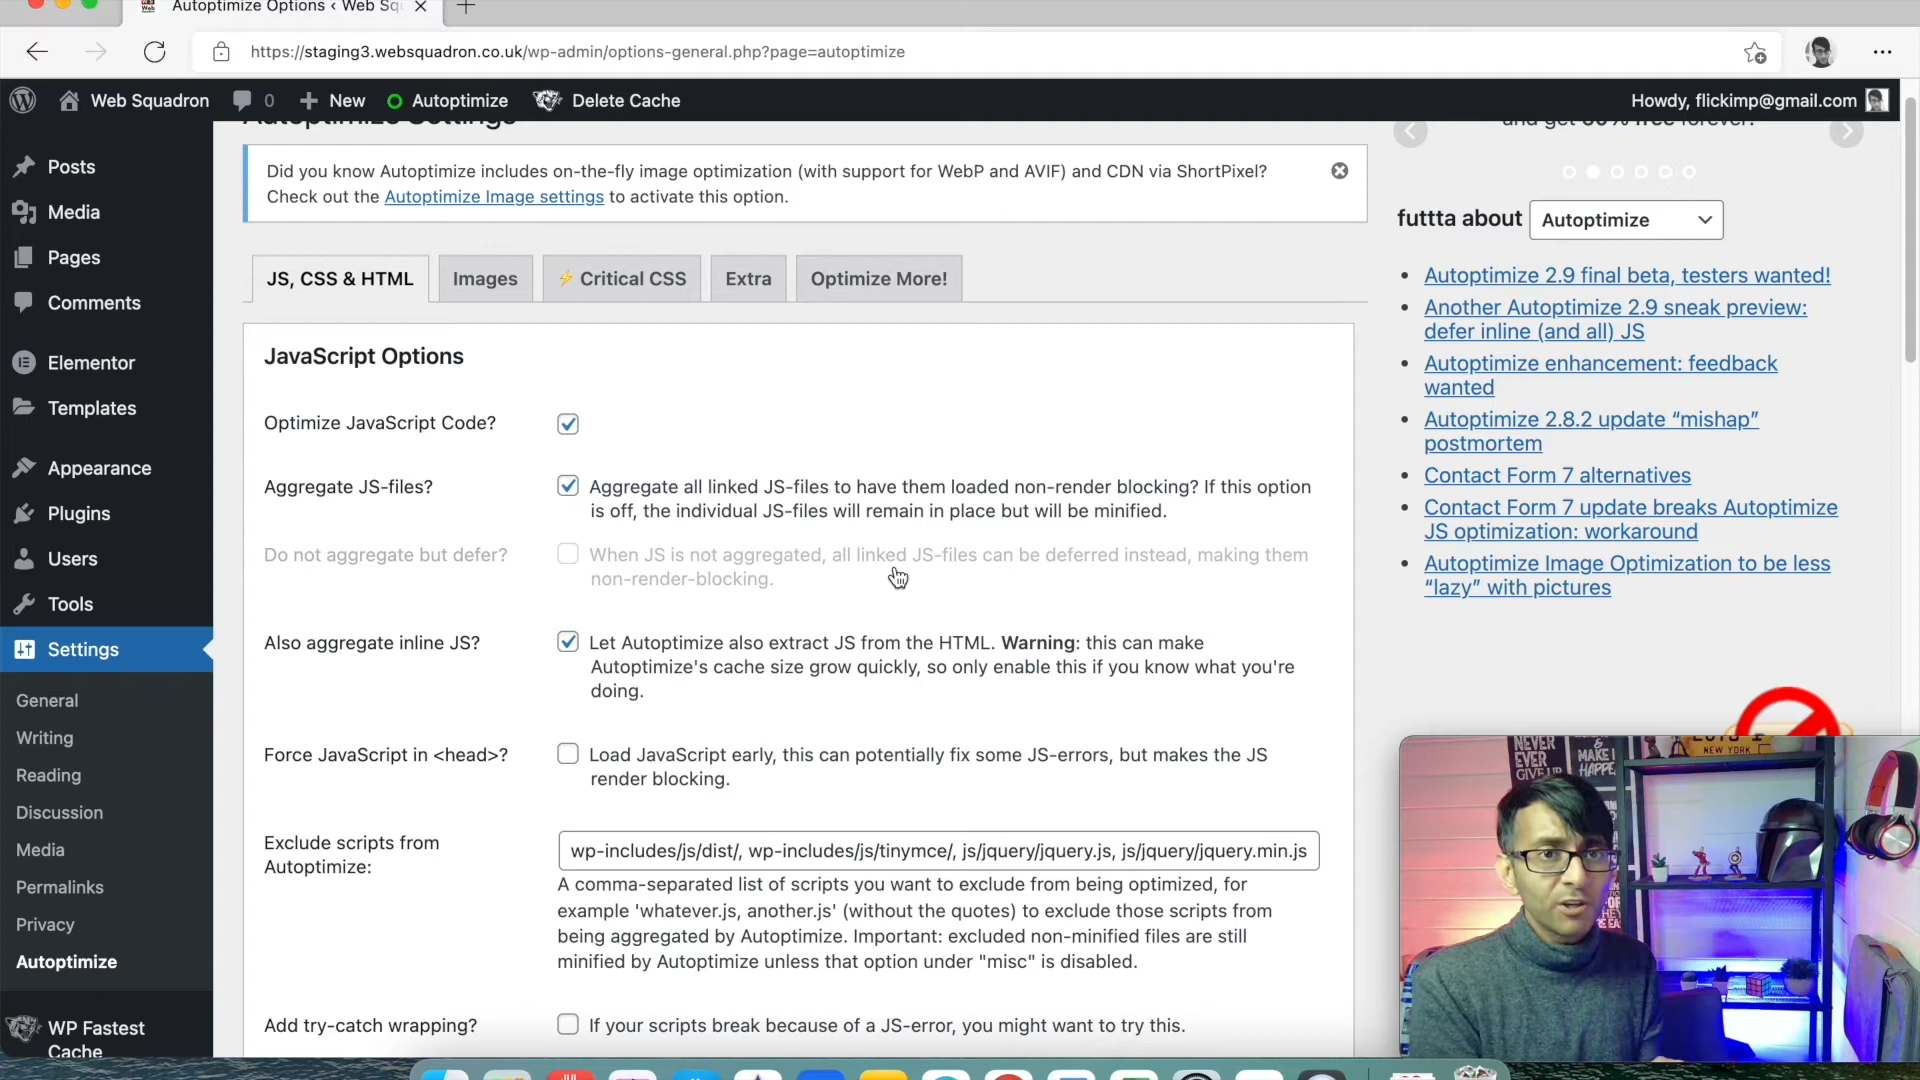 Autoptimize Options ‹ Web Squ
https://staging3.websquadron.co.uk/wp-admin/options-general.php?page=autoptimize
Web Squadron
0
New
Autoptimize
Delete Cache
Howdy, flickimp@gmail.com
Posts
Media
Pages
Comments
Elementor
Templates
Appearance
Plugins
Users
Tools
Settings
General
Writing
Reading
Discussion
Media
Permalinks
Privacy
Autoptimize
WP Fastest
Cache
Autoptimize Settings
Did you know Autoptimize includes on-the-fly image optimization (with support for WebP and AVIF) and CDN via ShortPixel?
Check out the Autoptimize Image settings to activate this option.
JS, CSS & HTML
Images
⚡ Critical CSS
Extra
Optimize More!
JavaScript Options
Optimize JavaScript Code?
Aggregate JS-files?
Aggregate all linked JS-files to have them loaded non-render blocking? If this option
is off, the individual JS-files will remain in place but will be minified.
Do not aggregate but defer?
When JS is not aggregated, all linked JS-files can be deferred instead, making them
non-render-blocking.
Also aggregate inline JS?
Let Autoptimize also extract JS from the HTML. Warning: this can make
Autoptimize's cache size grow quickly, so only enable this if you know what you're
doing.
Force JavaScript in <head>?
Load JavaScript early, this can potentially fix some JS-errors, but makes the JS
render blocking.
Exclude scripts from
Autoptimize:
wp-includes/js/dist/, wp-includes/js/tinymce/, js/jquery/jquery.js, js/jquery/jquery.min.js
A comma-separated list of scripts you want to exclude from being optimized, for
example 'whatever.js, another.js' (without the quotes) to exclude those scripts from
being aggregated by Autoptimize. Important: excluded non-minified files are still
minified by Autoptimize unless that option under "misc" is disabled.
Add try-catch wrapping?
If your scripts break because of a JS-error, you might want to try this.
and get 50% free forever!
futtta about
Autoptimize
Autoptimize 2.9 final beta, testers wanted!
Another Autoptimize 2.9 sneak preview:
defer inline (and all) JS
Autoptimize enhancement: feedback
wanted
Autoptimize 2.8.2 update “mishap”
postmortem
Contact Form 7 alternatives
Contact Form 7 update breaks Autoptimize
JS optimization: workaround
Autoptimize Image Optimization to be less
“lazy” with pictures
NEVER
EVER
GIVE UP
MAKE IT
HAPPE
NEW YORK